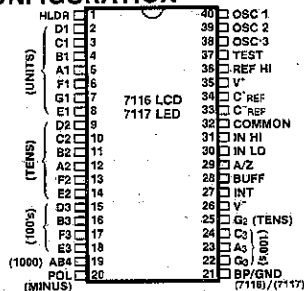 CONFIGURATION
HLDR 1
D1 2
C1 3
B1 4
A1 5
F1 6
G1 7
E1 8
D2 9
C2 10
B2 11
A2 12
F2 13
E2 14
D3 15
B3 16
F3 17
E3 18
(1000) AB4 19
POL 20
(MINUS)
(UNITS)
(TENS)
(100's)
7116 LCD
7117 LED
40 OSC 1
39 OSC 2
38 OSC 3
37 TEST
36 REF HI
35 V+
34 C+ REF
33 C- REF
32 COMMON
31 IN HI
30 IN LO
29 A/Z
28 BUFF
27 INT
26 V-
25 G2 (TENS)
24 C3
23 A3
22 G3
21 BP/GND
(7116)/(7117)
(100's)